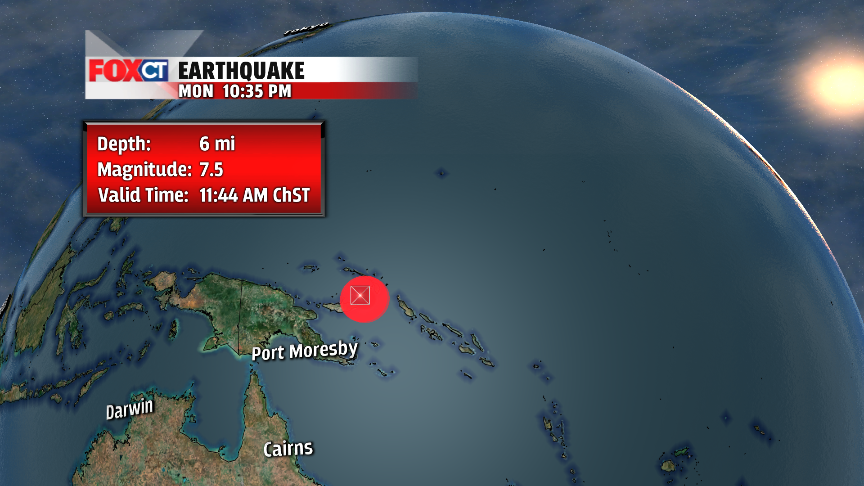 FOX CT EARTHQUAKE
MON 10:35 PM
Depth: 6 mi
Magnitude: 7.5
Valid Time: 11:44 AM ChST
Port Moresby
Darwin
Cairns